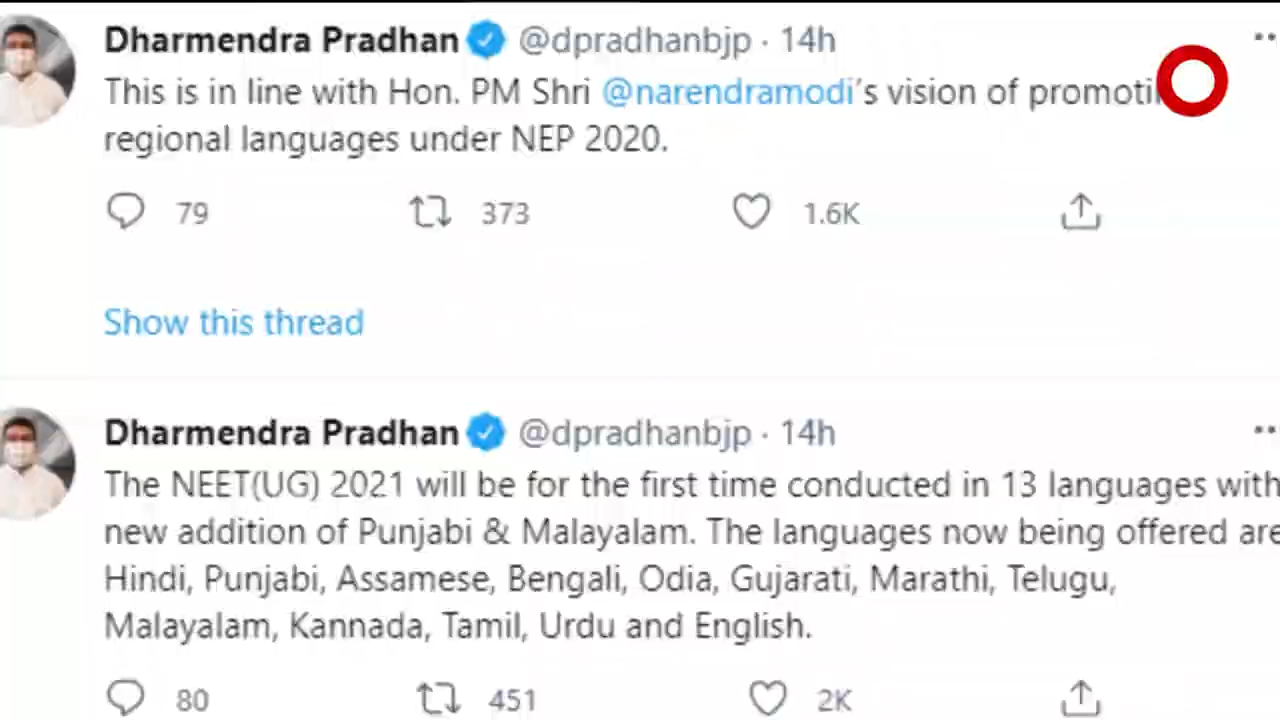 Dharmendra Pradhan @dpradhanbjp · 14h
This is in line with Hon. PM Shri @narendramodi's vision of
regional languages under NEP 2020.
79 373 1.6K
Show this thread
Dharmendra Pradhan @dpradhanbjp · 14h
The NEET(UG) 2021 will be for the first time conducted in 13 languages with
new addition of Punjabi & Malayalam. The languages now being offered are
Hindi, Punjabi, Assamese, Bengali, Odia, Gujarati, Marathi, Telugu,
Malayalam, Kannada, Tamil, Urdu and English.
80 451 2K